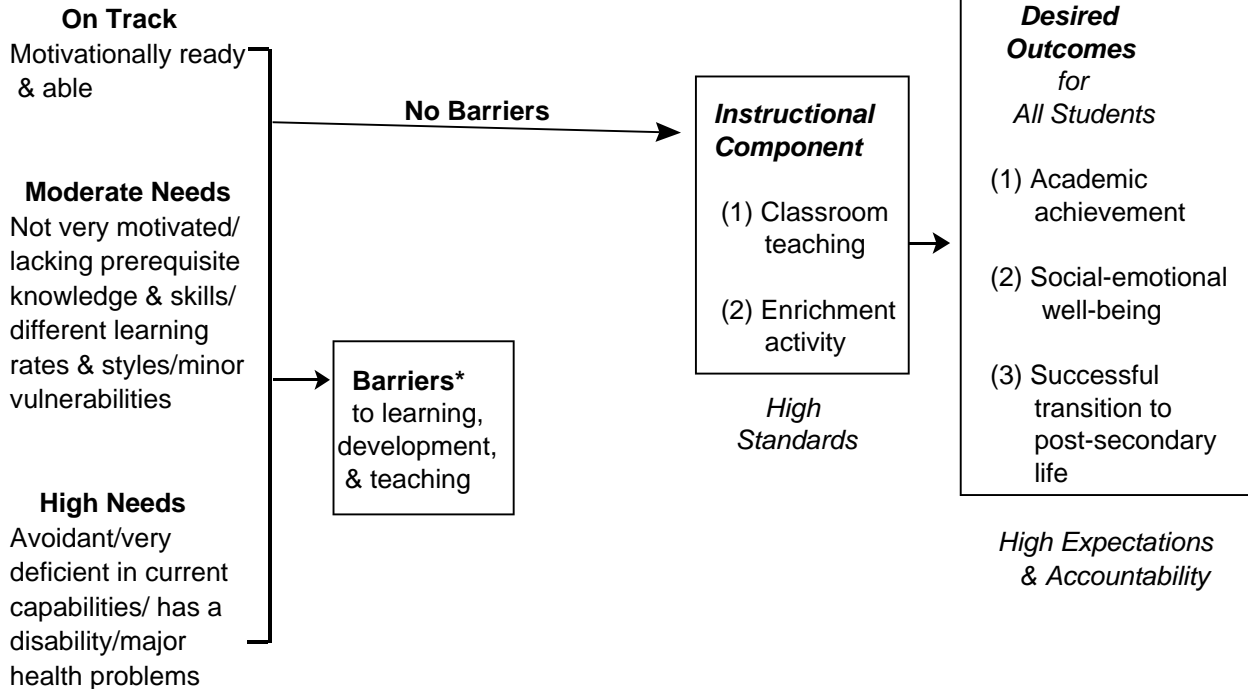 On Track
Motivationally ready
& able
Moderate Needs
Not very motivated/
lacking prerequisite
knowledge & skills/
different learning
rates & styles/minor
vulnerabilities
High Needs
Avoidant/very
deficient in current
capabilities/ has a
disability/major
health problems
No Barriers
Barriers*
to learning,
development,
& teaching
Instructional
Component
(1) Classroom
teaching
(2) Enrichment
activity
High
Standards
Desired
Outcomes
for
All Students
(1) Academic
achievement
(2) Social-emotional
well-being
(3) Successful
transition to
post-secondary
life
High Expectations
& Accountability